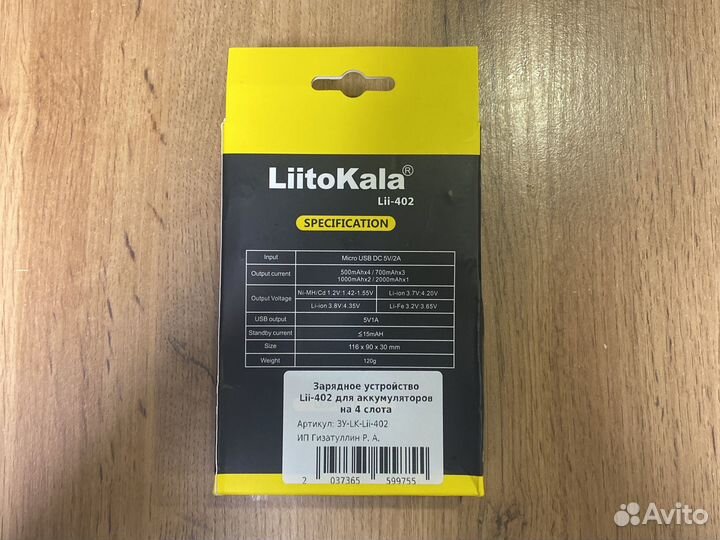 LiitoKala®
Lii-402
SPECIFICATION
Input Micro USB DC 5V/2A
Output current 500mAhx4 / 700mAhx3
1000mAhx2 / 2000mAhx1
Output Voltage Ni-MH/Cd 1.2V:1.42-1.55V Li-ion 3.7V:4.20V
Li-ion 3.8V:4.35V Li-Fe 3.2V:3.65V
USB output 5V1A
Standby current ≤15mAH
Size 116 x 90 x 30 mm
Weight 120g
Зарядное устройство
Lii-402 для аккумуляторов
на 4 слота
Артикул: ЗУ-LK-Lii-402
ИП Гизатуллин Р. А.
2 037365 599755
Avito